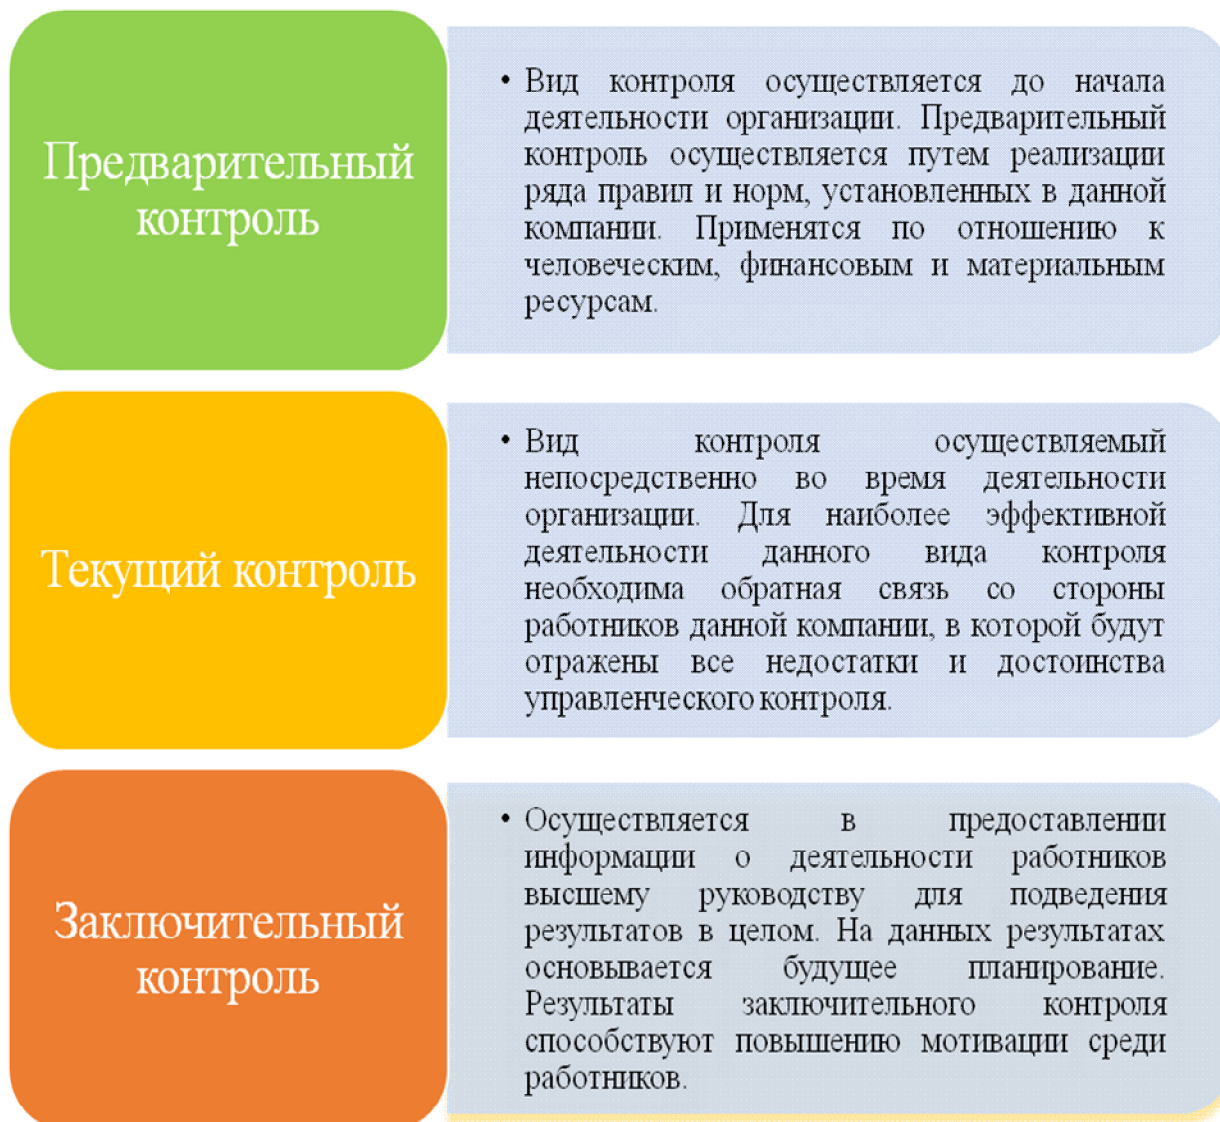 Предварительный
контроль
• Вид контроля осуществляется до начала
деятельности организации. Предварительный
контроль осуществляется путем реализации
ряда правил и норм, установленных в данной
компании. Применятся по отношению к
человеческим, финансовым и материальным
ресурсам.
Текущий контроль
• Вид контроля осуществляемый
непосредственно во время деятельности
организации. Для наиболее эффективной
деятельности данного вида контроля
необходима обратная связь со стороны
работников данной компании, в которой будут
отражены все недостатки и достоинства
управленческого контроля.
Заключительный
контроль
• Осуществляется в предоставлении
информации о деятельности работников
высшему руководству для подведения
результатов в целом. На данных результатах
основывается будущее планирование.
Результаты заключительного контроля
способствуют повышению мотивации среди
работников.